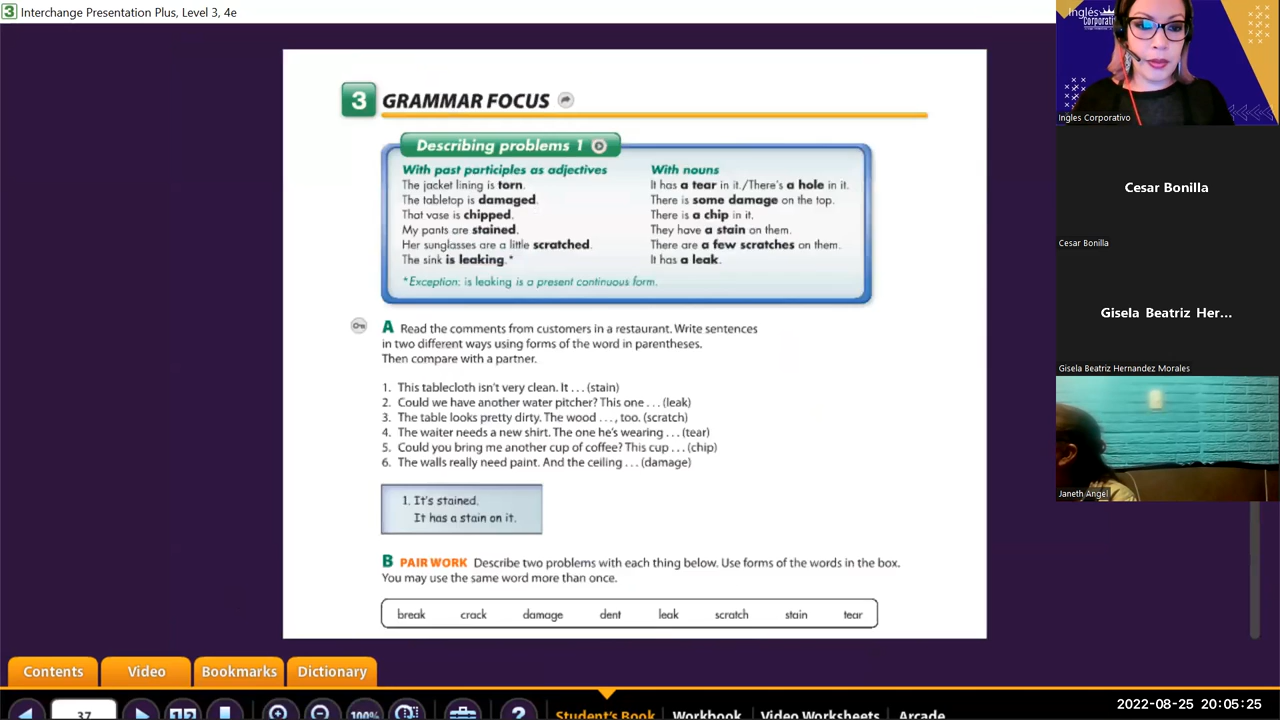 Interchange Presentation Plus, Level 3, 4e
3 GRAMMAR FOCUS
Describing problems 1
With past participles as adjectives
The jacket lining is torn.
The tabletop is damaged.
That vase is chipped.
My pants are stained.
Her sunglasses are a little scratched.
The sink is leaking.*
With nouns
It has a tear in it./There's a hole in it.
There is some damage on the top.
There is a chip in it.
They have a stain on them.
There are a few scratches on them.
It has a leak.
*Exception: is leaking is a present continuous form.
A Read the comments from customers in a restaurant. Write sentences
in two different ways using forms of the word in parentheses.
Then compare with a partner.
1. This tablecloth isn't very clean. It . . . (stain)
2. Could we have another water pitcher? This one . . . (leak)
3. The table looks pretty dirty. The wood . . . , too. (scratch)
4. The waiter needs a new shirt. The one he's wearing . . . (tear)
5. Could you bring me another cup of coffee? This cup . . . (chip)
6. The walls really need paint. And the ceiling . . . (damage)
1. It's stained.
It has a stain on it.
B PAIR WORK Describe two problems with each thing below. Use forms of the words in the box.
You may use the same word more than once.
break crack damage dent leak scratch stain tear
Contents Video Bookmarks Dictionary
37
100%
Student's Book Workbook Video Worksheets Arcade
Inglés
Corporativo
Ingles Corporativo
Cesar Bonilla
Cesar Bonilla
Gisela Beatriz Her...
Gisela Beatriz Hernandez Morales
Janeth Angel
2022-08-25 20:05:25